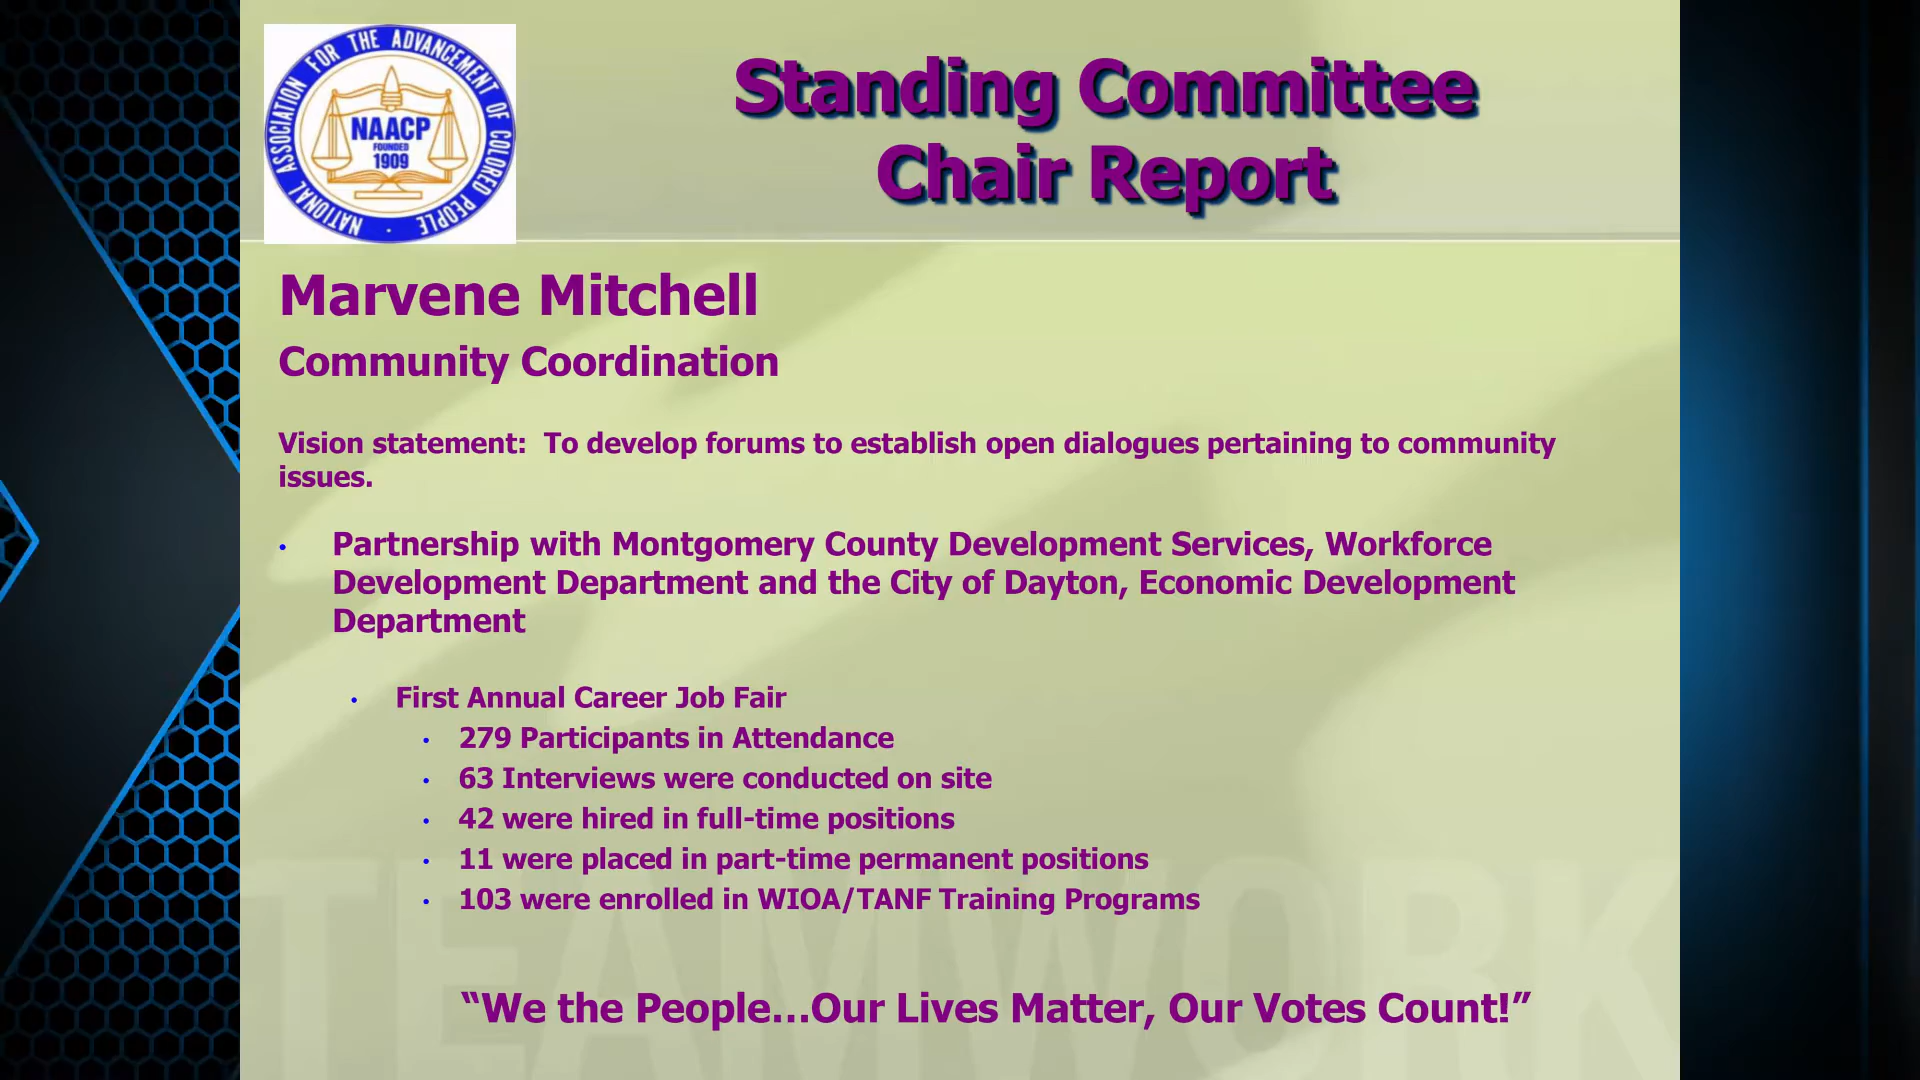 NATIONAL ASSOCIATION FOR THE ADVANCEMENT OF COLORED PEOPLE
NAACP
FOUNDED
1909
Standing Committee
Chair Report
Marvene Mitchell
Community Coordination
Vision statement:  To develop forums to establish open dialogues pertaining to community
issues.
• Partnership with Montgomery County Development Services, Workforce
Development Department and the City of Dayton, Economic Development
Department
• First Annual Career Job Fair
• 279 Participants in Attendance
• 63 Interviews were conducted on site
• 42 were hired in full-time positions
• 11 were placed in part-time permanent positions
• 103 were enrolled in WIOA/TANF Training Programs
TEAMWORK
“We the People...Our Lives Matter, Our Votes Count!”